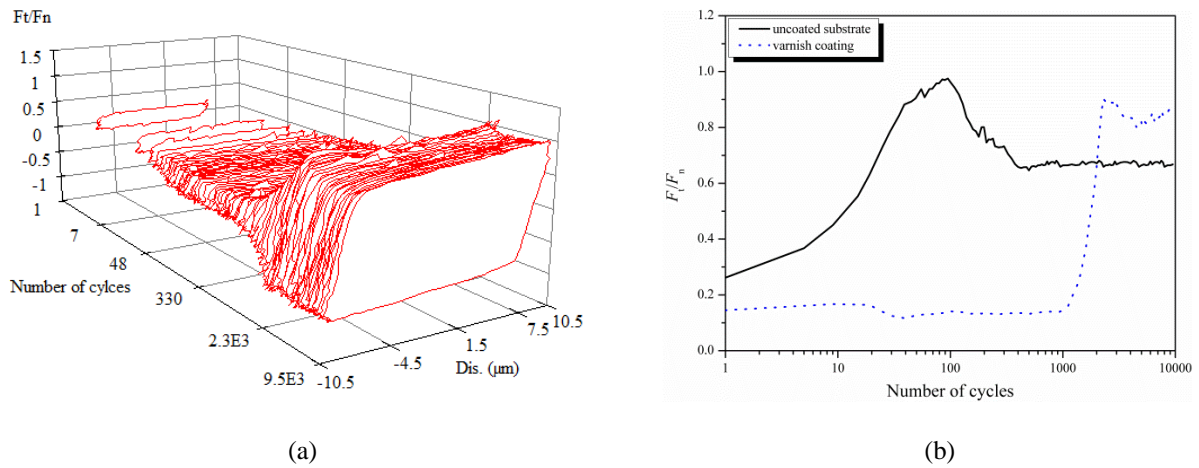 Ft/Fn
1.5
1
0.5
0
-0.5
-1
1
7
48
330
2.3E3
9.5E3
Number of cylces
-10.5
-4.5
1.5
7.5
10.5
Dis. (μm)
(a)
1.2
1.0
0.8
0.6
0.4
0.2
0.0
Ft/Fn
uncoated substrate
varnish coating
1
10
100
1000
10000
Number of cycles
(b)